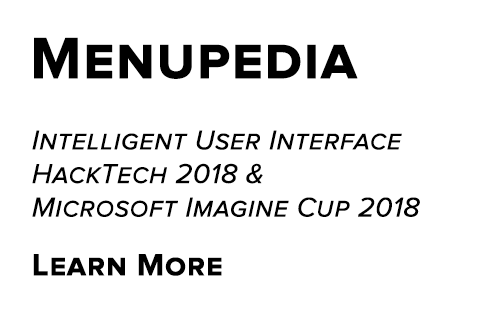 Menupedia
Intelligent User Interface
HackTech 2018 &
Microsoft Imagine Cup 2018
Learn More